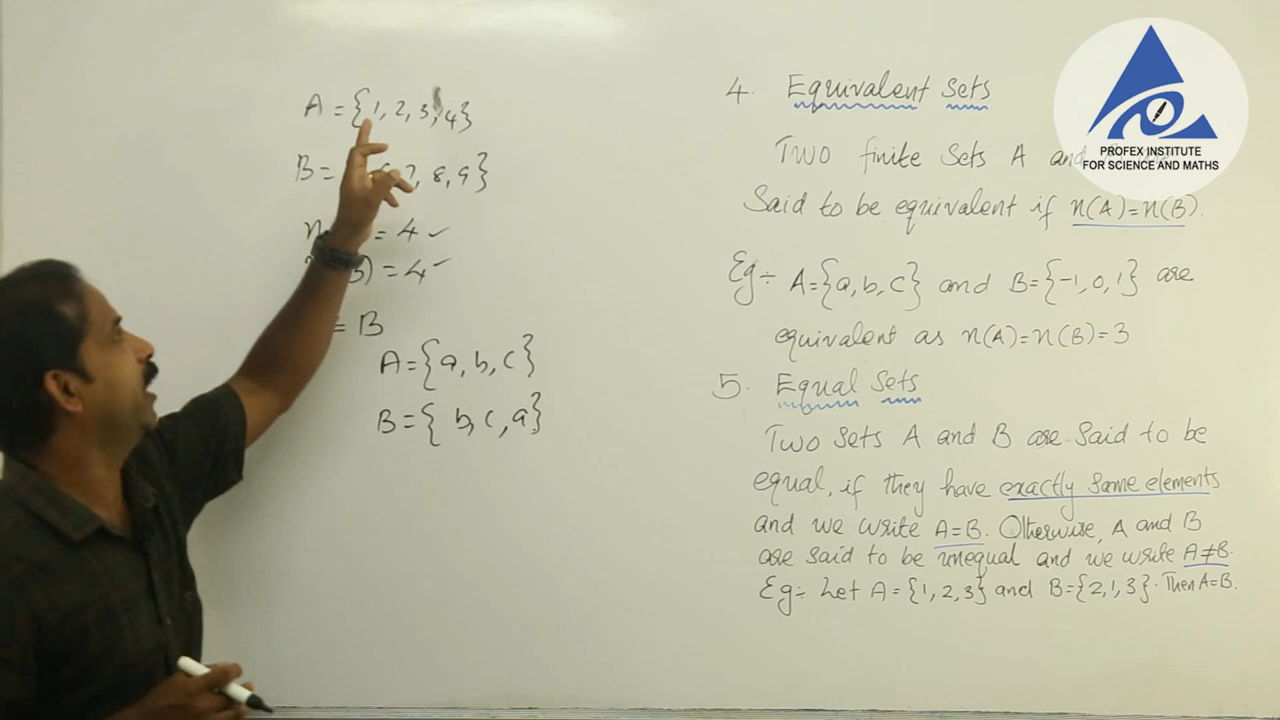 A = {1, 2, 3, 4}
B = 7, 8, 9}
n = 4 ✓
) = 4 ✓
= B
A = {a, b, c}
B = { b, c, a}
4. Equivalent Sets
Two finite Sets A and
Said to be equivalent if n(A)=n(B).
Eg:- A={a, b, c} and B={-1, 0, 1} are
equivalent as n(A)=n(B)=3
5. Equal Sets
Two Sets A and B are Said to be
equal, if they have exactly same elements
and we write A=B. Otherwise, A and B
are said to be unequal and we write A≠B.
Eg:- Let A={1, 2, 3} and B={2, 1, 3}. Then A=B.
PROFEX INSTITUTE
FOR SCIENCE AND MATHS